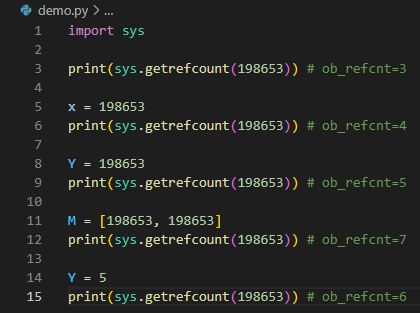 demo.py > ...
1 import sys
2
3 print(sys.getrefcount(198653)) # ob_refcnt=3
4
5 x = 198653
6 print(sys.getrefcount(198653)) # ob_refcnt=4
7
8 Y = 198653
9 print(sys.getrefcount(198653)) # ob_refcnt=5
10
11 M = [198653, 198653]
12 print(sys.getrefcount(198653)) # ob_refcnt=7
13
14 Y = 5
15 print(sys.getrefcount(198653)) # ob_refcnt=6